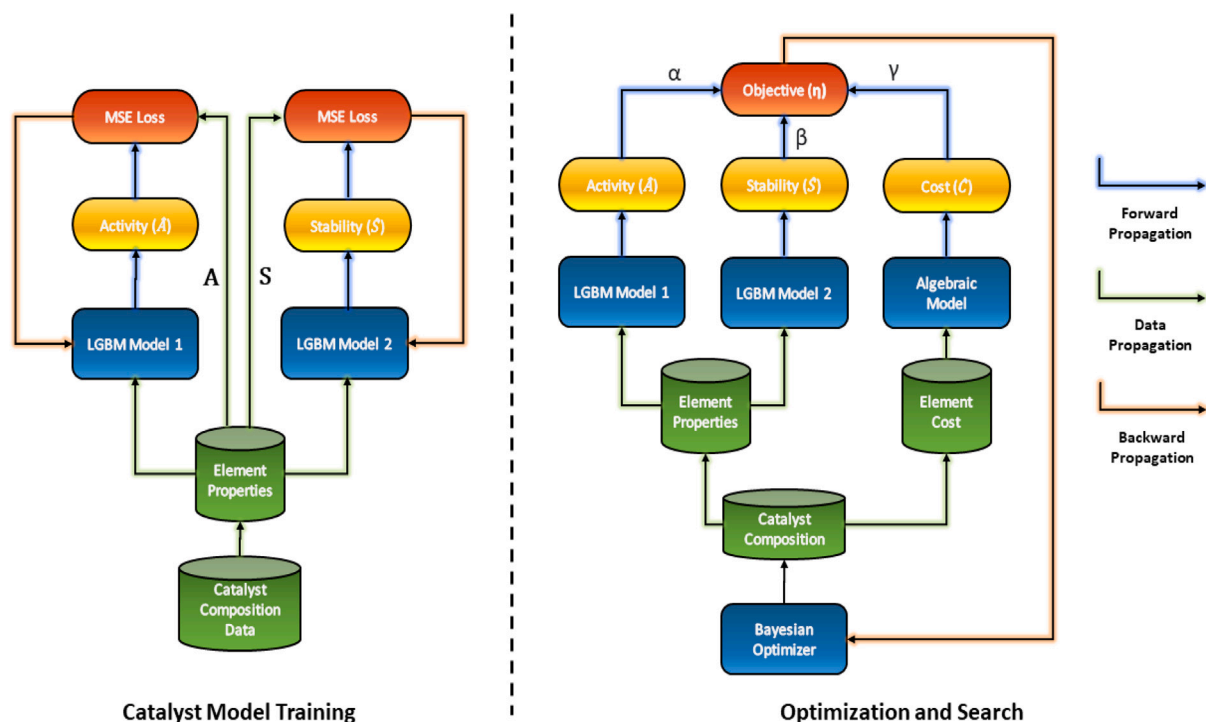 MSE Loss
MSE Loss
Activity (Â)
Stability (Ŝ)
A
S
LGBM Model 1
LGBM Model 2
Element
Properties
Catalyst
Composition
Data
Catalyst Model Training
α
Objective (η)
γ
β
Activity (Â)
Stability (Ŝ)
Cost (Ĉ)
LGBM Model 1
LGBM Model 2
Algebraic
Model
Element
Properties
Element
Cost
Catalyst
Composition
Bayesian
Optimizer
Optimization and Search
Forward
Propagation
Data
Propagation
Backward
Propagation